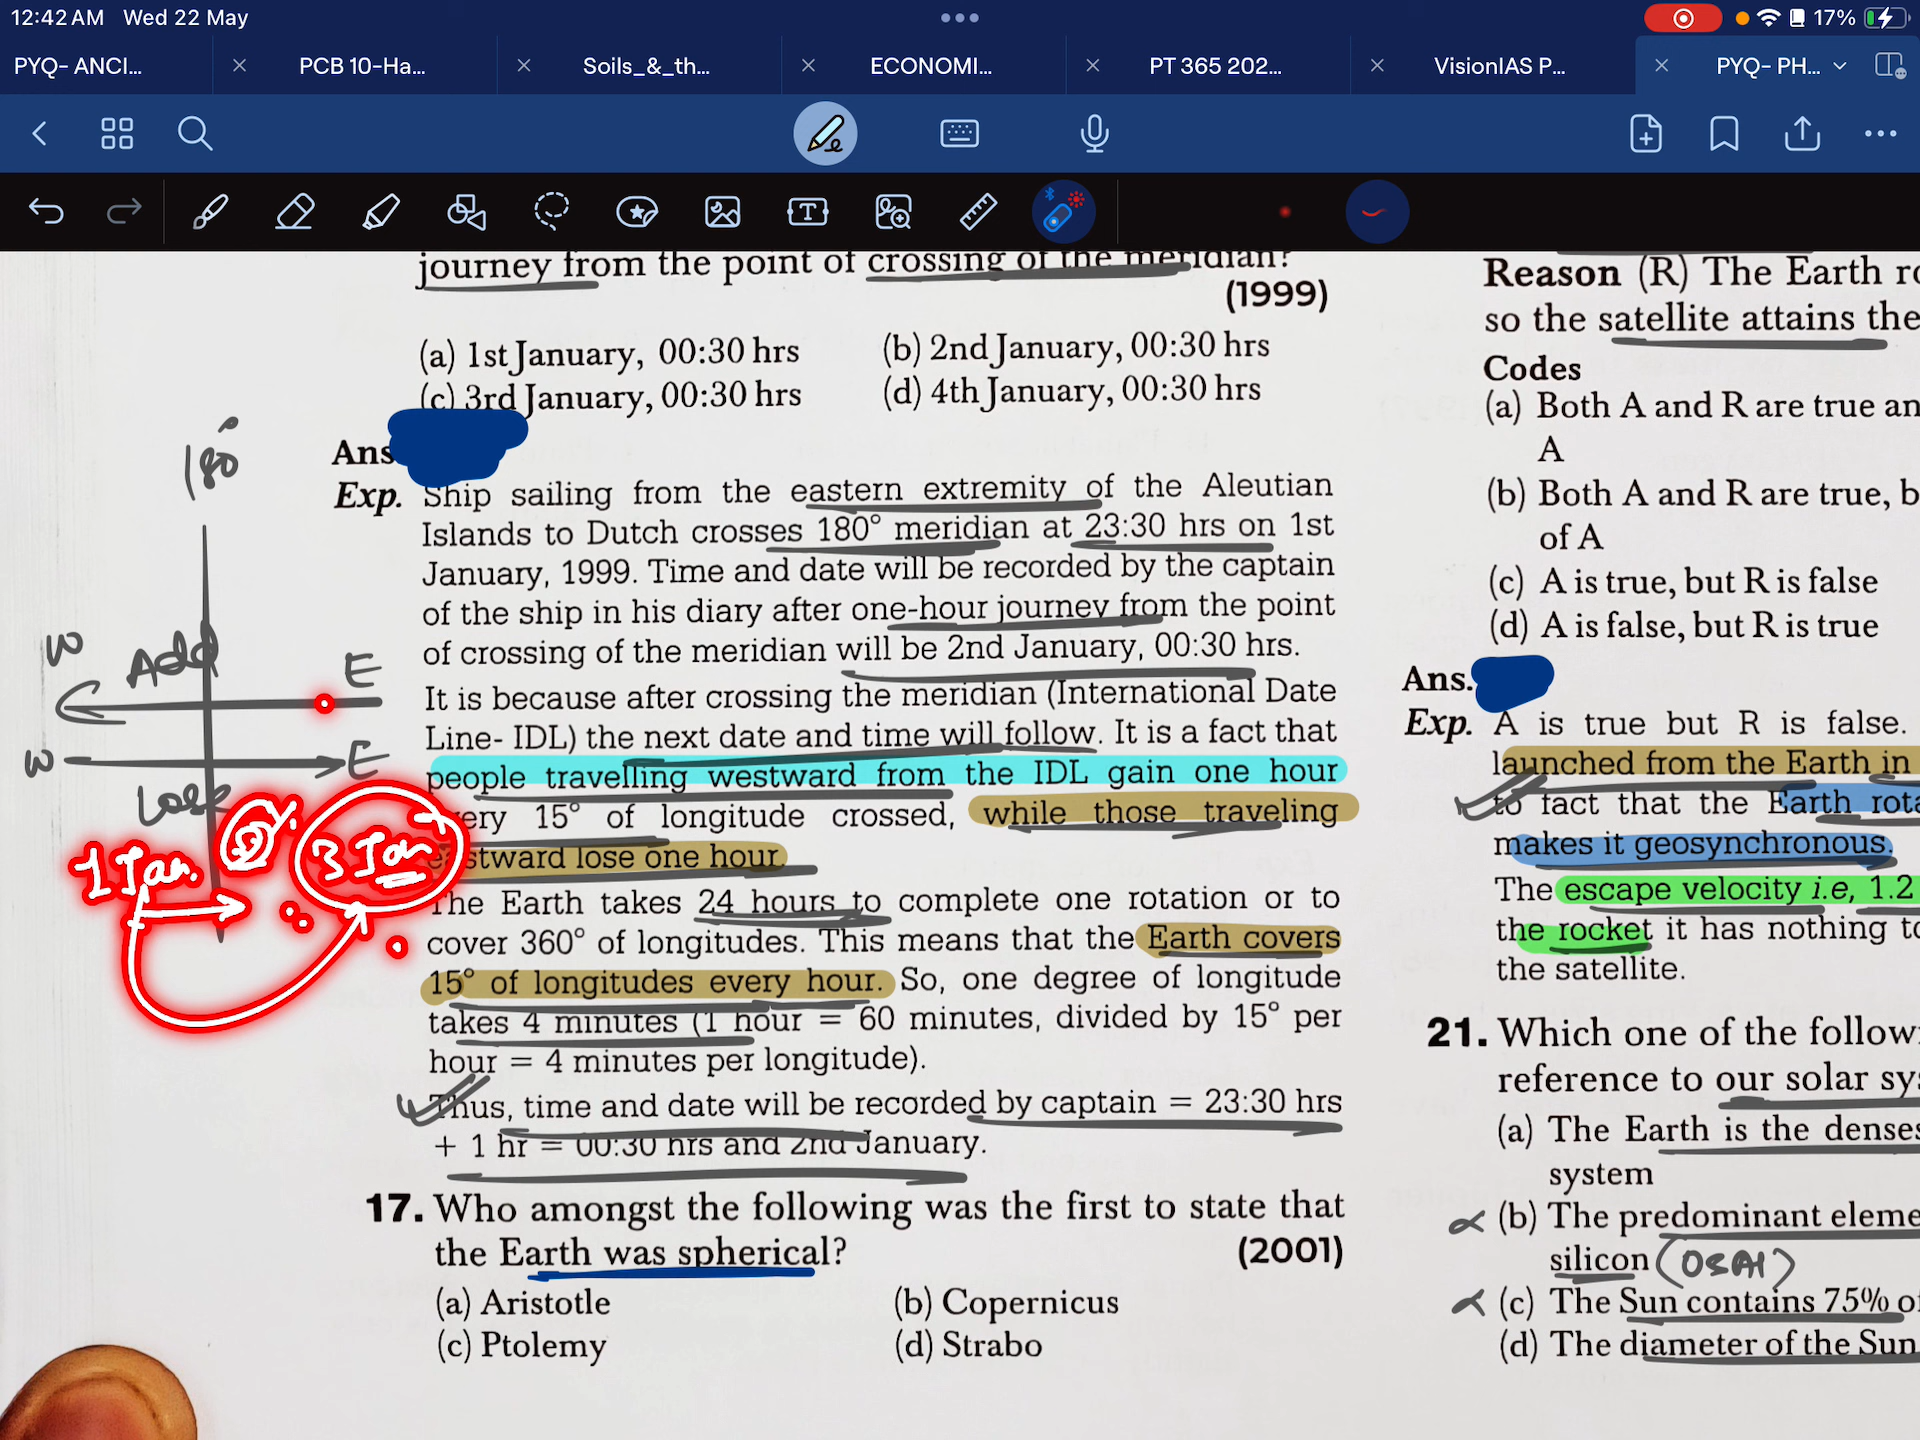 12:42 AM Wed 22 May
17%
PYQ- ANCI...
PCB 10-Ha...
Soils_&_th...
ECONOMI...
PT 365 202...
VisionIAS P...
PYQ- PH...
journey from the point of crossing of the meridian?
(1999)
(a) 1st January, 00:30 hrs
(b) 2nd January, 00:30 hrs
(c) 3rd January, 00:30 hrs
(d) 4th January, 00:30 hrs
Ans
Exp. Ship sailing from the eastern extremity of the Aleutian
Islands to Dutch crosses 180° meridian at 23:30 hrs on 1st
January, 1999. Time and date will be recorded by the captain
of the ship in his diary after one-hour journey from the point
of crossing of the meridian will be 2nd January, 00:30 hrs.
It is because after crossing the meridian (International Date
Line- IDL) the next date and time will follow. It is a fact that
people travelling westward from the IDL gain one hour
ery 15° of longitude crossed, while those traveling
eastward lose one hour.
The Earth takes 24 hours to complete one rotation or to
cover 360° of longitudes. This means that the Earth covers
15° of longitudes every hour. So, one degree of longitude
takes 4 minutes (1 hour = 60 minutes, divided by 15° per
hour = 4 minutes per longitude).
Thus, time and date will be recorded by captain = 23:30 hrs
+ 1 hr = 00:30 hrs and 2nd January.
17. Who amongst the following was the first to state that
the Earth was spherical?
(2001)
(a) Aristotle
(b) Copernicus
(c) Ptolemy
(d) Strabo
180°
W
Add
E
W
E
Lose
1 Jan.
2
3 Jan
Reason (R) The Earth ro
so the satellite attains the
Codes
(a) Both A and R are true an
A
(b) Both A and R are true, b
of A
(c) A is true, but R is false
(d) A is false, but R is true
Ans.
Exp. A is true but R is false.
launched from the Earth in
to fact that the Earth rota
makes it geosynchronous.
The escape velocity i.e, 1.2
the rocket it has nothing to
the satellite.
21. Which one of the follow
reference to our solar sys
(a) The Earth is the denses
system
(b) The predominant eleme
silicon (OSAI)
(c) The Sun contains 75% of
(d) The diameter of the Sun